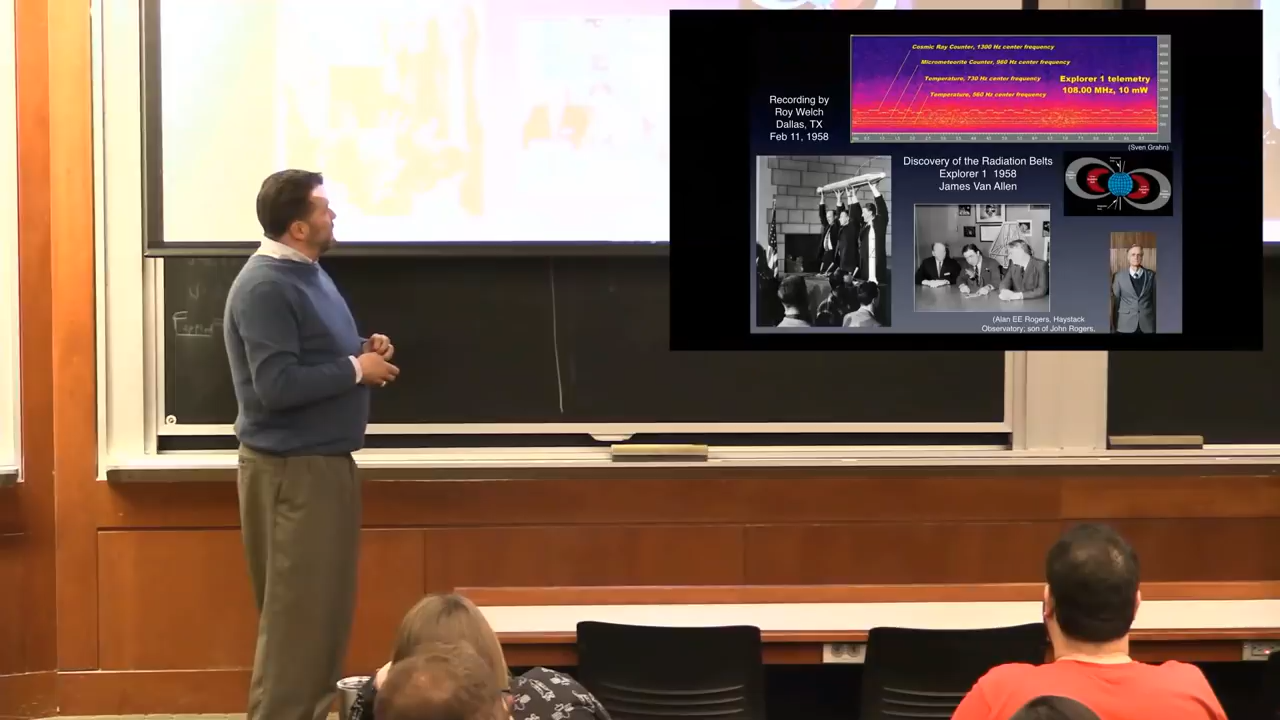 Cosmic Ray Counter, 1300 Hz center frequency
Micrometeorite Counter, 960 Hz center frequency
Temperature, 730 Hz center frequency
Temperature, 560 Hz center frequency
Explorer 1 telemetry
108.00 MHz, 10 mW
Recording by
Roy Welch
Dallas, TX
Feb 11, 1958
(Sven Grahn)
Discovery of the Radiation Belts
Explorer 1 1958
James Van Allen
(Alan EE Rogers, Haystack
Observatory; son of John Rogers,